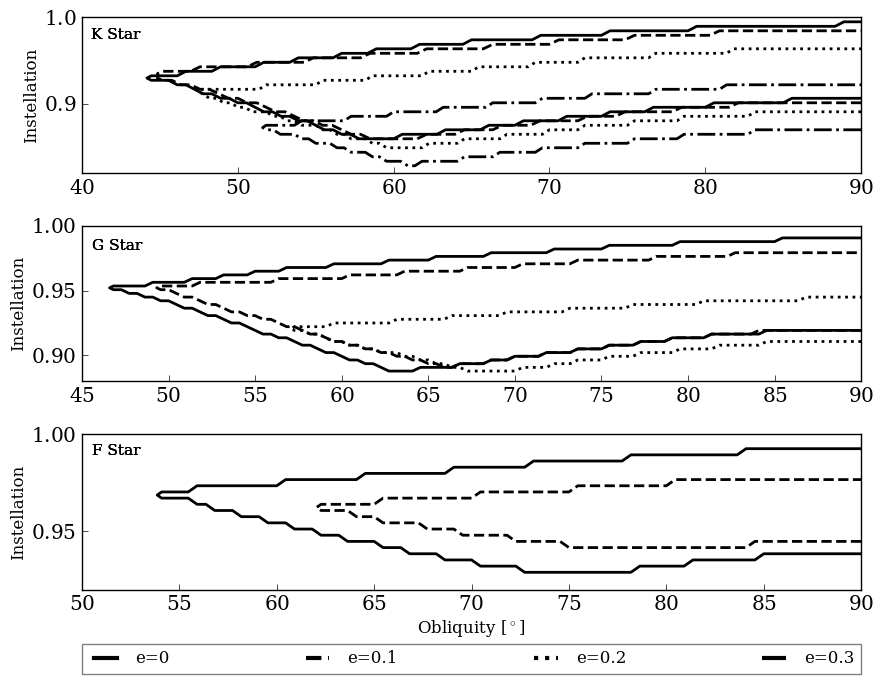 1.0
K Star
Instellation
0.9
40 50 60 70 80 90
1.00
G Star
Instellation
0.95
0.90
45 50 55 60 65 70 75 80 85 90
1.00
F Star
Instellation
0.95
50 55 60 65 70 75 80 85 90
Obliquity [°]
e=0 e=0.1 e=0.2 e=0.3